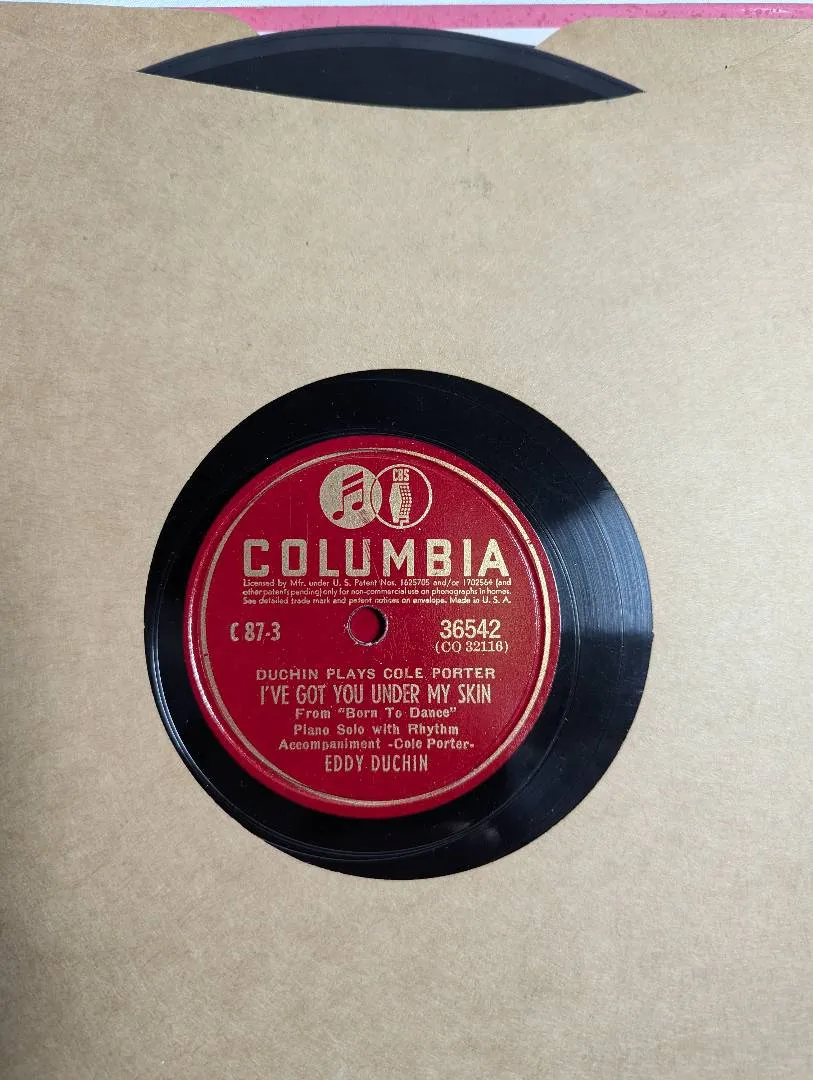 CBS
COLUMBIA
Licensed by Mfr. under U. S. Patent Nos. 1625705 and/or 1702564 (and
other patents pending) only for non-commercial use on phonographs in homes.
See detailed trade mark and patent notices on envelope. Made in U. S. A.
C 87-3
36542
(CO 32116)
DUCHIN PLAYS COLE PORTER
I'VE GOT YOU UNDER MY SKIN
From "Born To Dance"
Piano Solo with Rhythm
Accompaniment -Cole Porter-
EDDY DUCHIN